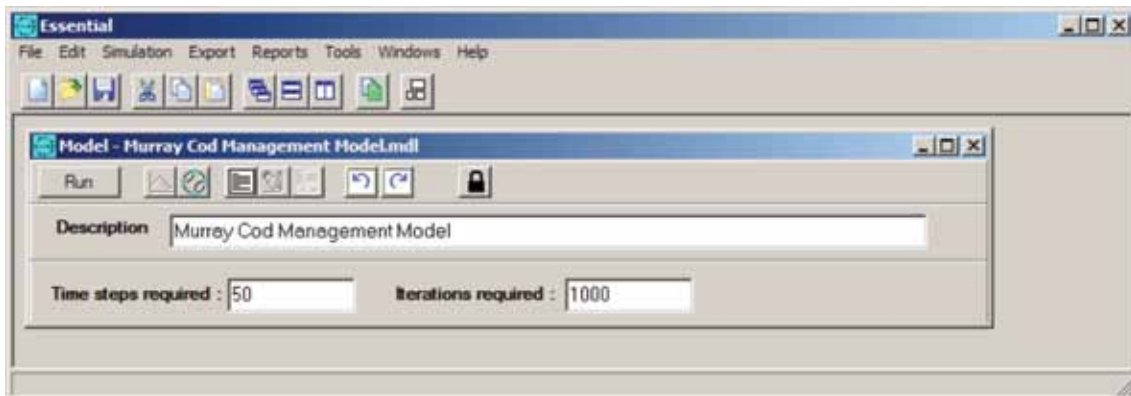 Essential
File Edit Simulation Export Reports Tools Windows Help
Model - Murray Cod Management Model.mdl
Run
Description Murray Cod Management Model
Time steps required : 50 Iterations required : 1000